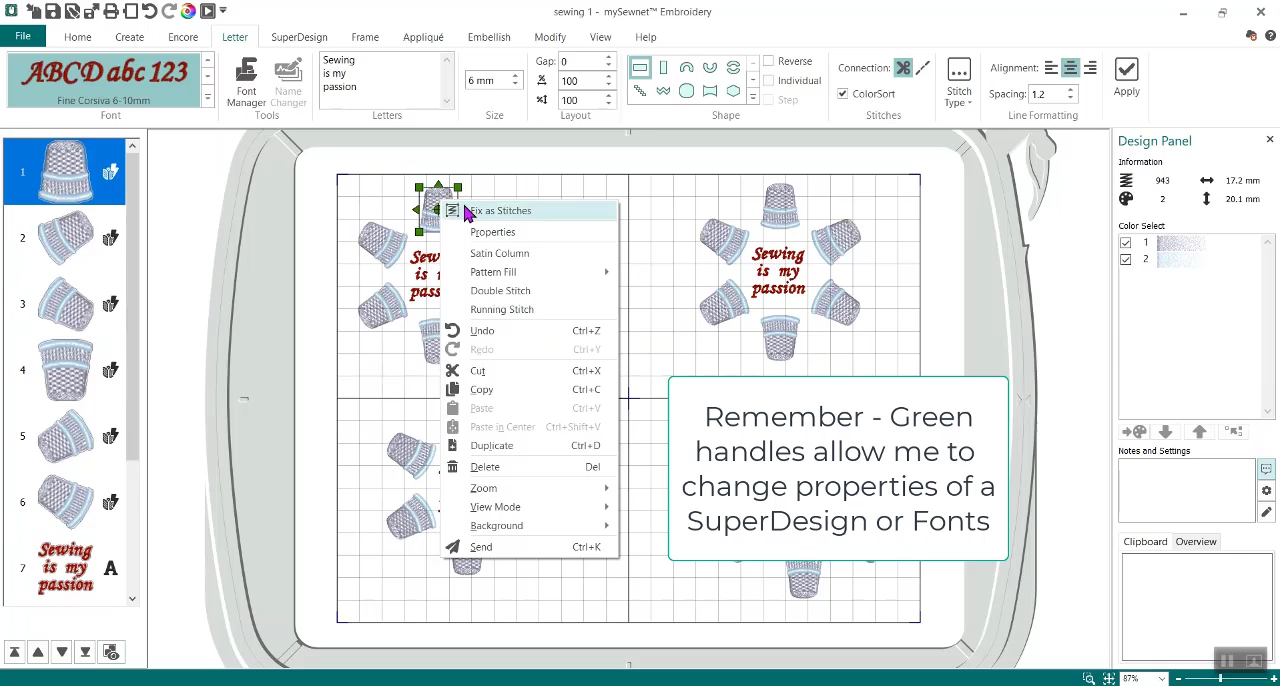 sewing 1 - mySewnet™ Embroidery
File
Home
Create
Encore
Letter
SuperDesign
Frame
Appliqué
Embellish
Modify
View
Help
ABCD abc 123
Fine Corsiva 6-10mm
Font
Font
Manager
Name
Changer
Tools
Sewing
is my
passion
Letters
6 mm
Size
Gap: 0
100
100
Layout
Reverse
Individual
Step
Shape
Connection:
ColorSort
Stitches
Stitch
Type
Alignment:
Spacing: 1.2
Line Formatting
Apply
1
2
3
4
5
6
7
Sewing
is my
passion
A
Fix as Stitches
Properties
Satin Column
Pattern Fill
Double Stitch
Running Stitch
Undo Ctrl+Z
Redo Ctrl+Y
Cut Ctrl+X
Copy Ctrl+C
Paste Ctrl+V
Paste in Center Ctrl+Shift+V
Duplicate Ctrl+D
Delete Del
Zoom
View Mode
Background
Send Ctrl+K
Sewing
is my
passion
Remember - Green
handles allow me to
change properties of a
SuperDesign or Fonts
Design Panel
Information
943 17.2 mm
2 20.1 mm
Color Select
1
2
Notes and Settings
Clipboard Overview
87%